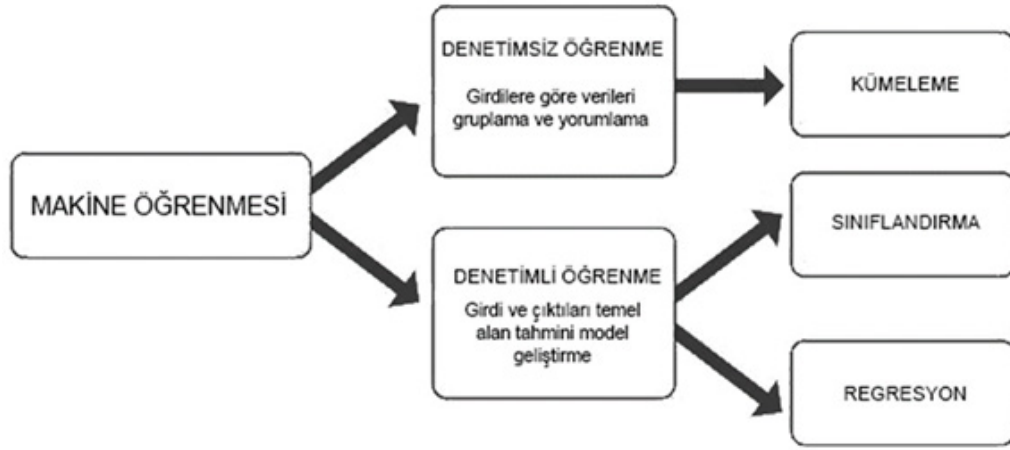 MAKİNE ÖĞRENMESİ
DENETİMSİZ ÖĞRENME
Girdilere göre verileri
gruplama ve yorumlama
KÜMELEME
DENETİMLİ ÖĞRENME
Girdi ve çıktıları temel
alan tahmini model
geliştirme
SINIFLANDIRMA
REGRESYON